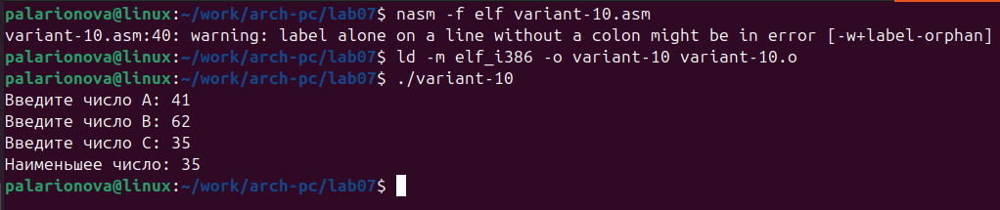 palarionova@linux:~/work/arch-pc/lab07$ nasm -f elf variant-10.asm
variant-10.asm:40: warning: label alone on a line without a colon might be in error [-w+label-orphan]
palarionova@linux:~/work/arch-pc/lab07$ ld -m elf_i386 -o variant-10 variant-10.o
palarionova@linux:~/work/arch-pc/lab07$ ./variant-10
Введите число A: 41
Введите число B: 62
Введите число C: 35
Наименьшее число: 35
palarionova@linux:~/work/arch-pc/lab07$